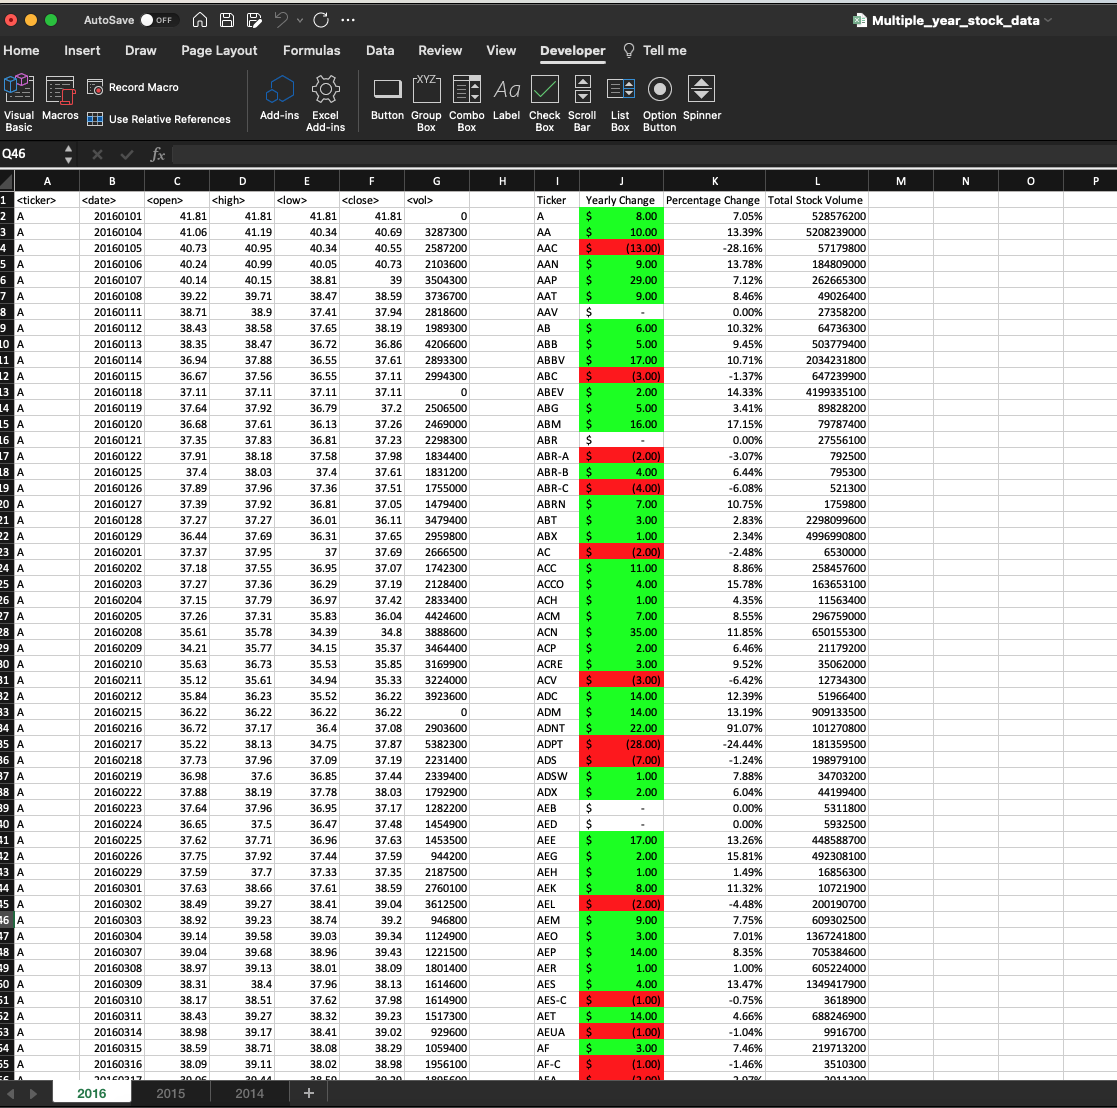 AutoSave OFF Multiple_year_stock_data
Home Insert Draw Page Layout Formulas Data Review View Developer Tell me
Visual Basic Macros Record Macro Use Relative References Add-ins Excel Add-ins Button Group Box Combo Box Label Check Box Scroll Bar List Box Option Button Spinner
Q46 fx
A B C D E F G H I J K L M N O P
1 <ticker> <date> <open> <high> <low> <close> <vol> Ticker Yearly Change Percentage Change Total Stock Volume
2 A 20160101 41.81 41.81 41.81 41.81 0 A $ 8.00 7.05% 528576200
3 A 20160104 41.06 41.19 40.34 40.69 3287300 AA $ 10.00 13.39% 5208239000
4 A 20160105 40.73 40.95 40.34 40.55 2587200 AAC $ (13.00) -28.16% 57179800
5 A 20160106 40.24 40.99 40.05 40.73 2103600 AAN $ 9.00 13.78% 184809000
6 A 20160107 40.14 40.15 38.81 39 3504300 AAP $ 29.00 7.12% 262665300
7 A 20160108 39.22 39.71 38.47 38.59 3736700 AAT $ 9.00 8.46% 49026400
8 A 20160111 38.71 38.9 37.41 37.94 2818600 AAV $ - 0.00% 27358200
9 A 20160112 38.43 38.58 37.65 38.19 1989300 AB $ 6.00 10.32% 64736300
10 A 20160113 38.35 38.47 36.72 36.86 4206600 ABB $ 5.00 9.45% 503779400
11 A 20160114 36.94 37.88 36.55 37.61 2893300 ABBV $ 17.00 10.71% 2034231800
12 A 20160115 36.67 37.56 36.55 37.11 2994300 ABC $ (3.00) -1.37% 647239900
13 A 20160118 37.11 37.11 37.11 37.11 0 ABEV $ 2.00 14.33% 4199335100
14 A 20160119 37.64 37.92 36.79 37.2 2506500 ABG $ 5.00 3.41% 89828200
15 A 20160120 36.68 37.61 36.13 37.26 2469000 ABM $ 16.00 17.15% 79787400
16 A 20160121 37.35 37.83 36.81 37.23 2298300 ABR $ - 0.00% 27556100
17 A 20160122 37.91 38.18 37.58 37.98 1834400 ABR-A $ (2.00) -3.07% 792500
18 A 20160125 37.4 38.03 37.4 37.61 1831200 ABR-B $ 4.00 6.44% 795300
19 A 20160126 37.89 37.96 37.36 37.51 1755000 ABR-C $ (4.00) -6.08% 521300
20 A 20160127 37.39 37.92 36.81 37.05 1479400 ABRN $ 7.00 10.75% 1759800
21 A 20160128 37.27 37.27 36.01 36.11 3479400 ABT $ 3.00 2.83% 2298099600
22 A 20160129 36.44 37.69 36.31 37.65 2959800 ABX $ 1.00 2.34% 4996990800
23 A 20160201 37.37 37.95 37 37.69 2666500 AC $ (2.00) -2.48% 6530000
24 A 20160202 37.18 37.55 36.95 37.07 1742300 ACC $ 11.00 8.86% 258457600
25 A 20160203 37.27 37.36 36.29 37.19 2128400 ACCO $ 4.00 15.78% 163653100
26 A 20160204 37.15 37.79 36.97 37.42 2833400 ACH $ 1.00 4.35% 11563400
27 A 20160205 37.26 37.31 35.83 36.04 4424600 ACM $ 7.00 8.55% 296759000
28 A 20160208 35.61 35.78 34.39 34.8 3888600 ACN $ 35.00 11.85% 650155300
29 A 20160209 34.21 35.77 34.15 35.37 3464400 ACP $ 2.00 6.46% 21179200
30 A 20160210 35.63 36.73 35.53 35.85 3169900 ACRE $ 3.00 9.52% 35062000
31 A 20160211 35.12 35.61 34.94 35.33 3224000 ACV $ (3.00) -6.42% 12734300
32 A 20160212 35.84 36.23 35.52 36.22 3923600 ADC $ 14.00 12.39% 51966400
33 A 20160215 36.22 36.22 36.22 36.22 0 ADM $ 14.00 13.19% 909133500
34 A 20160216 36.72 37.17 36.4 37.08 2903600 ADNT $ 22.00 91.07% 101270800
35 A 20160217 35.22 38.13 34.75 37.87 5382300 ADPT $ (28.00) -24.44% 181359500
36 A 20160218 37.73 37.96 37.09 37.19 2231400 ADS $ (7.00) -1.24% 198979100
37 A 20160219 36.98 37.6 36.85 37.44 2339400 ADSW $ 1.00 7.88% 34703200
38 A 20160222 37.88 38.19 37.78 38.03 1792900 ADX $ 2.00 6.04% 44199400
39 A 20160223 37.64 37.96 36.95 37.17 1282200 AEB $ - 0.00% 5311800
40 A 20160224 36.65 37.5 36.47 37.48 1454900 AED $ - 0.00% 5932500
41 A 20160225 37.62 37.71 36.96 37.63 1453500 AEE $ 17.00 13.26% 448588700
42 A 20160226 37.75 37.92 37.44 37.59 944200 AEG $ 2.00 15.81% 492308100
43 A 20160229 37.59 37.7 37.33 37.35 2187500 AEH $ 1.00 1.49% 16856300
44 A 20160301 37.63 38.66 37.61 38.59 2760100 AEK $ 8.00 11.32% 10721900
45 A 20160302 38.49 39.27 38.41 39.04 3612500 AEL $ (2.00) -4.48% 200190700
46 A 20160303 38.92 39.23 38.74 39.2 946800 AEM $ 9.00 7.75% 609302500
47 A 20160304 39.14 39.58 39.03 39.34 1124900 AEO $ 3.00 7.01% 1367241800
48 A 20160307 39.04 39.68 38.96 39.43 1221500 AEP $ 14.00 8.35% 705384600
49 A 20160308 38.97 39.13 38.01 38.09 1801400 AER $ 1.00 1.00% 605224000
50 A 20160309 38.31 38.4 37.96 38.13 1614600 AES $ 4.00 13.47% 1349417900
51 A 20160310 38.17 38.51 37.62 37.98 1614900 AES-C $ (1.00) -0.75% 3618900
52 A 20160311 38.43 39.27 38.32 39.23 1517300 AET $ 14.00 4.66% 688246900
53 A 20160314 38.98 39.17 38.41 39.02 929600 AEUA $ (1.00) -1.04% 9916700
54 A 20160315 38.59 38.71 38.08 38.29 1059400 AF $ 3.00 7.46% 219713200
55 A 20160316 38.09 39.11 38.02 38.98 1956100 AF-C $ (1.00) -1.46% 3510300
2016 2015 2014 +